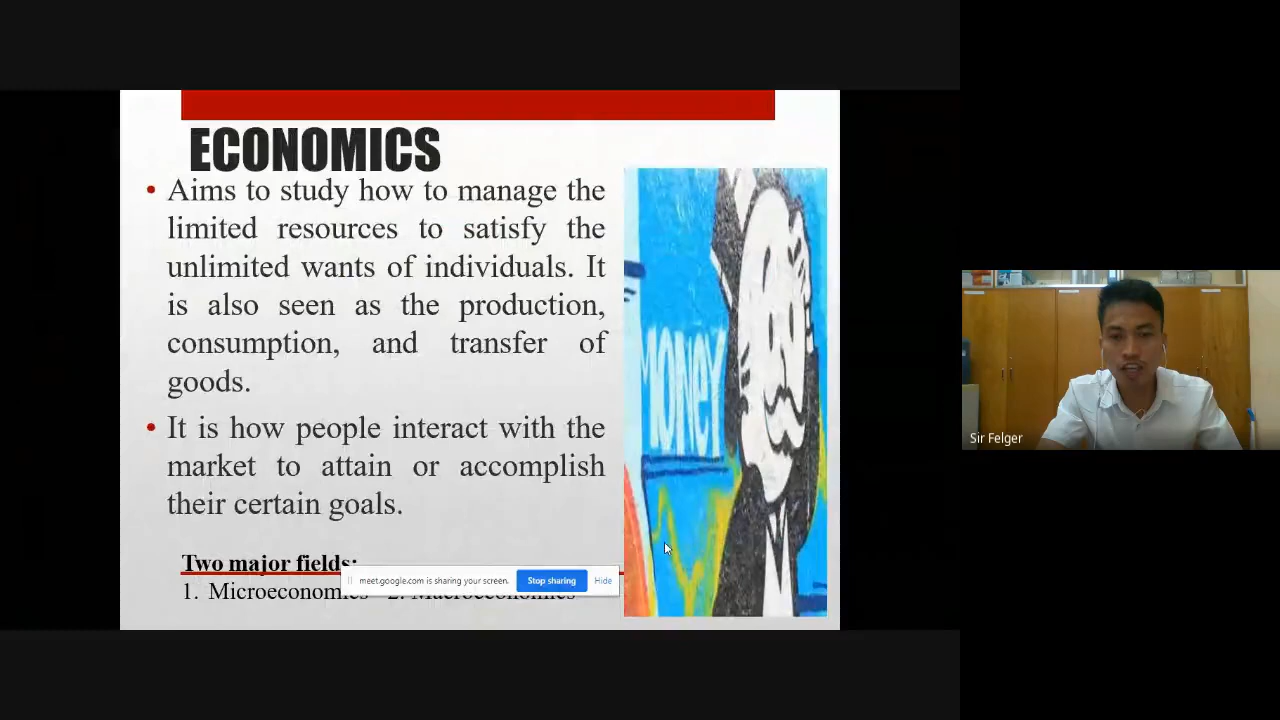 ECONOMICS
• Aims to study how to manage the
limited resources to satisfy the
unlimited wants of individuals. It
is also seen as the production,
consumption, and transfer of
goods.
• It is how people interact with the
market to attain or accomplish
their certain goals.
MONEY
Two major fields:
meet.google.com is sharing your screen. Stop sharing Hide
1. Microeconomics 2. Macroeconomics
Sir Felger